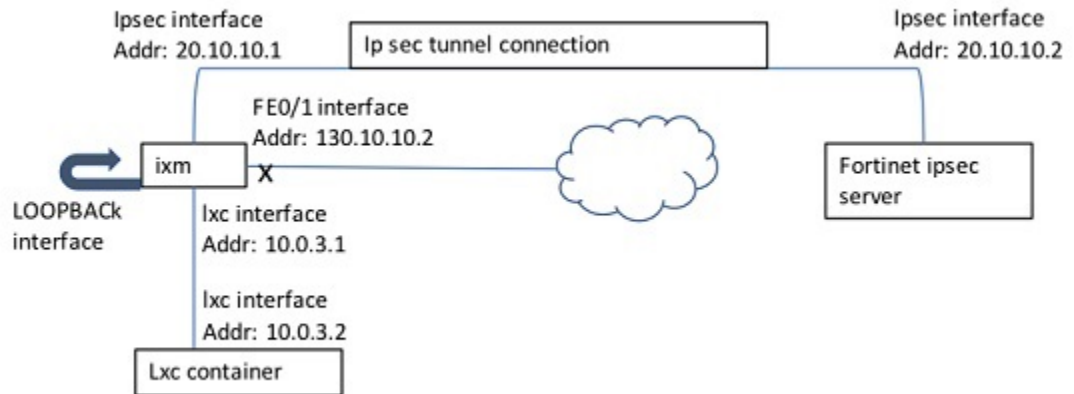 Ipsec interface
Addr: 20.10.10.1
Ip sec tunnel connection
Ipsec interface
Addr: 20.10.10.2
FE0/1 interface
Addr: 130.10.10.2
ixm
X
Fortinet ipsec
server
LOOPBACk
interface
lxc interface
Addr: 10.0.3.1
lxc interface
Addr: 10.0.3.2
Lxc container